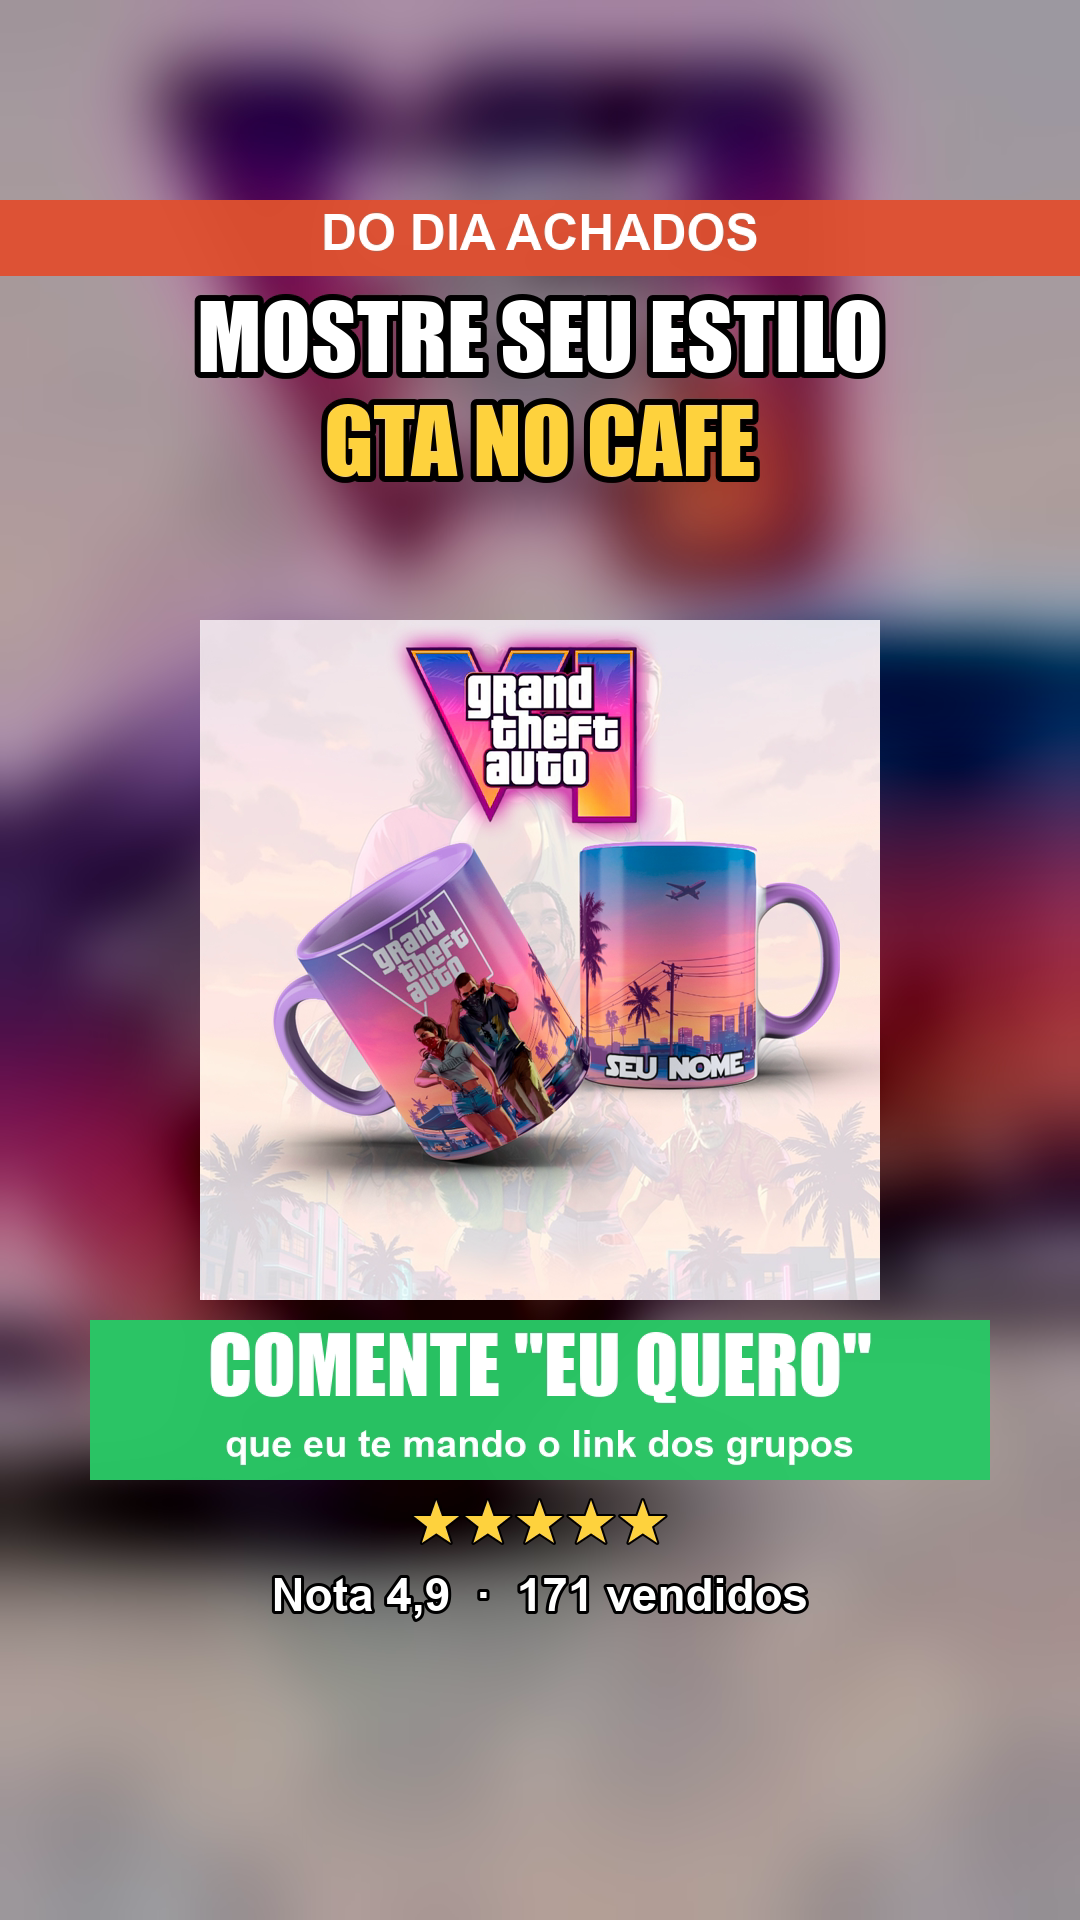 DO DIA ACHADOS
MOSTRE SEU ESTILO
GTA NO CAFE
VI
grand
theft
auto
grand
theft
auto
SEU NOME
COMENTE "EU QUERO"
que eu te mando o link dos grupos
Nota 4,9 · 171 vendidos